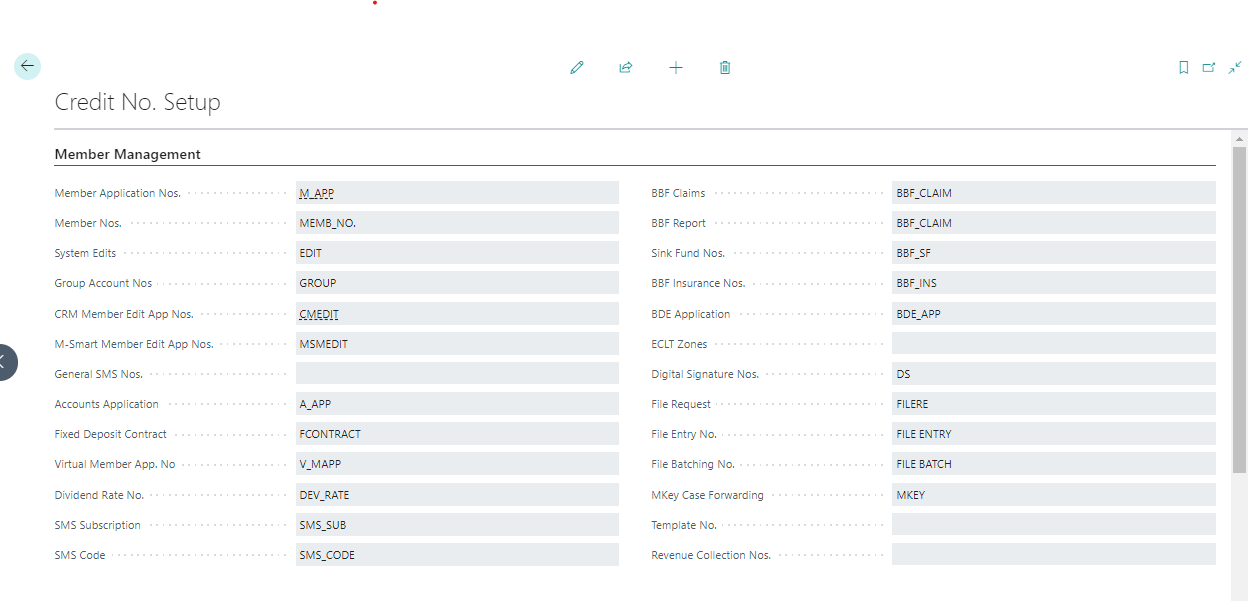 Credit No. Setup
Member Management
Member Application Nos. M_APP
Member Nos. MEMB_NO.
System Edits EDIT
Group Account Nos GROUP
CRM Member Edit App Nos. CMEDIT
M-Smart Member Edit App Nos. MSMEDIT
General SMS Nos.
Accounts Application A_APP
Fixed Deposit Contract FCONTRACT
Virtual Member App. No V_MAPP
Dividend Rate No. DEV_RATE
SMS Subscription SMS_SUB
SMS Code SMS_CODE
BBF Claims BBF_CLAIM
BBF Report BBF_CLAIM
Sink Fund Nos. BBF_SF
BBF Insurance Nos. BBF_INS
BDE Application BDE_APP
ECLT Zones
Digital Signature Nos. DS
File Request FILERE
File Entry No. FILE ENTRY
File Batching No. FILE BATCH
MKey Case Forwarding MKEY
Template No.
Revenue Collection Nos.